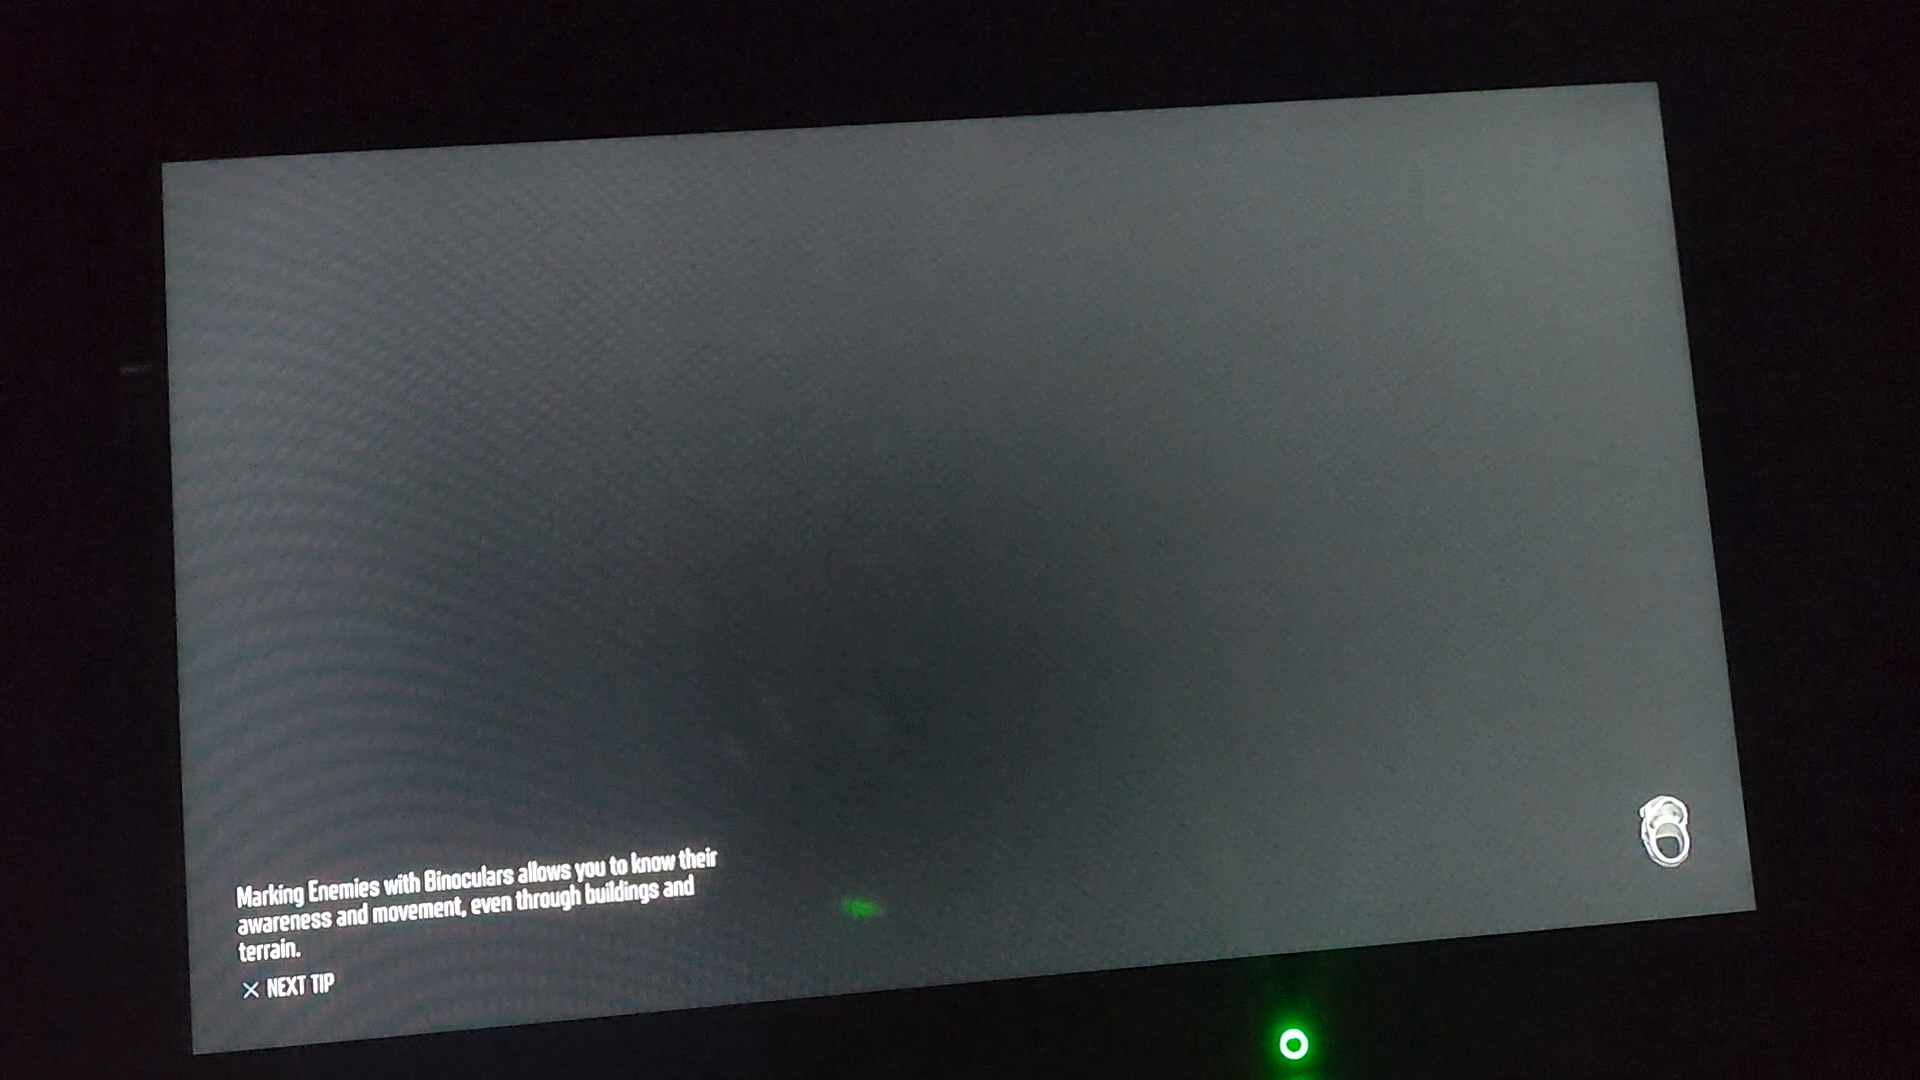 Marking Enemies with Binoculars allows you to know their
awareness and movement, even through buildings and
terrain.
NEXT TIP